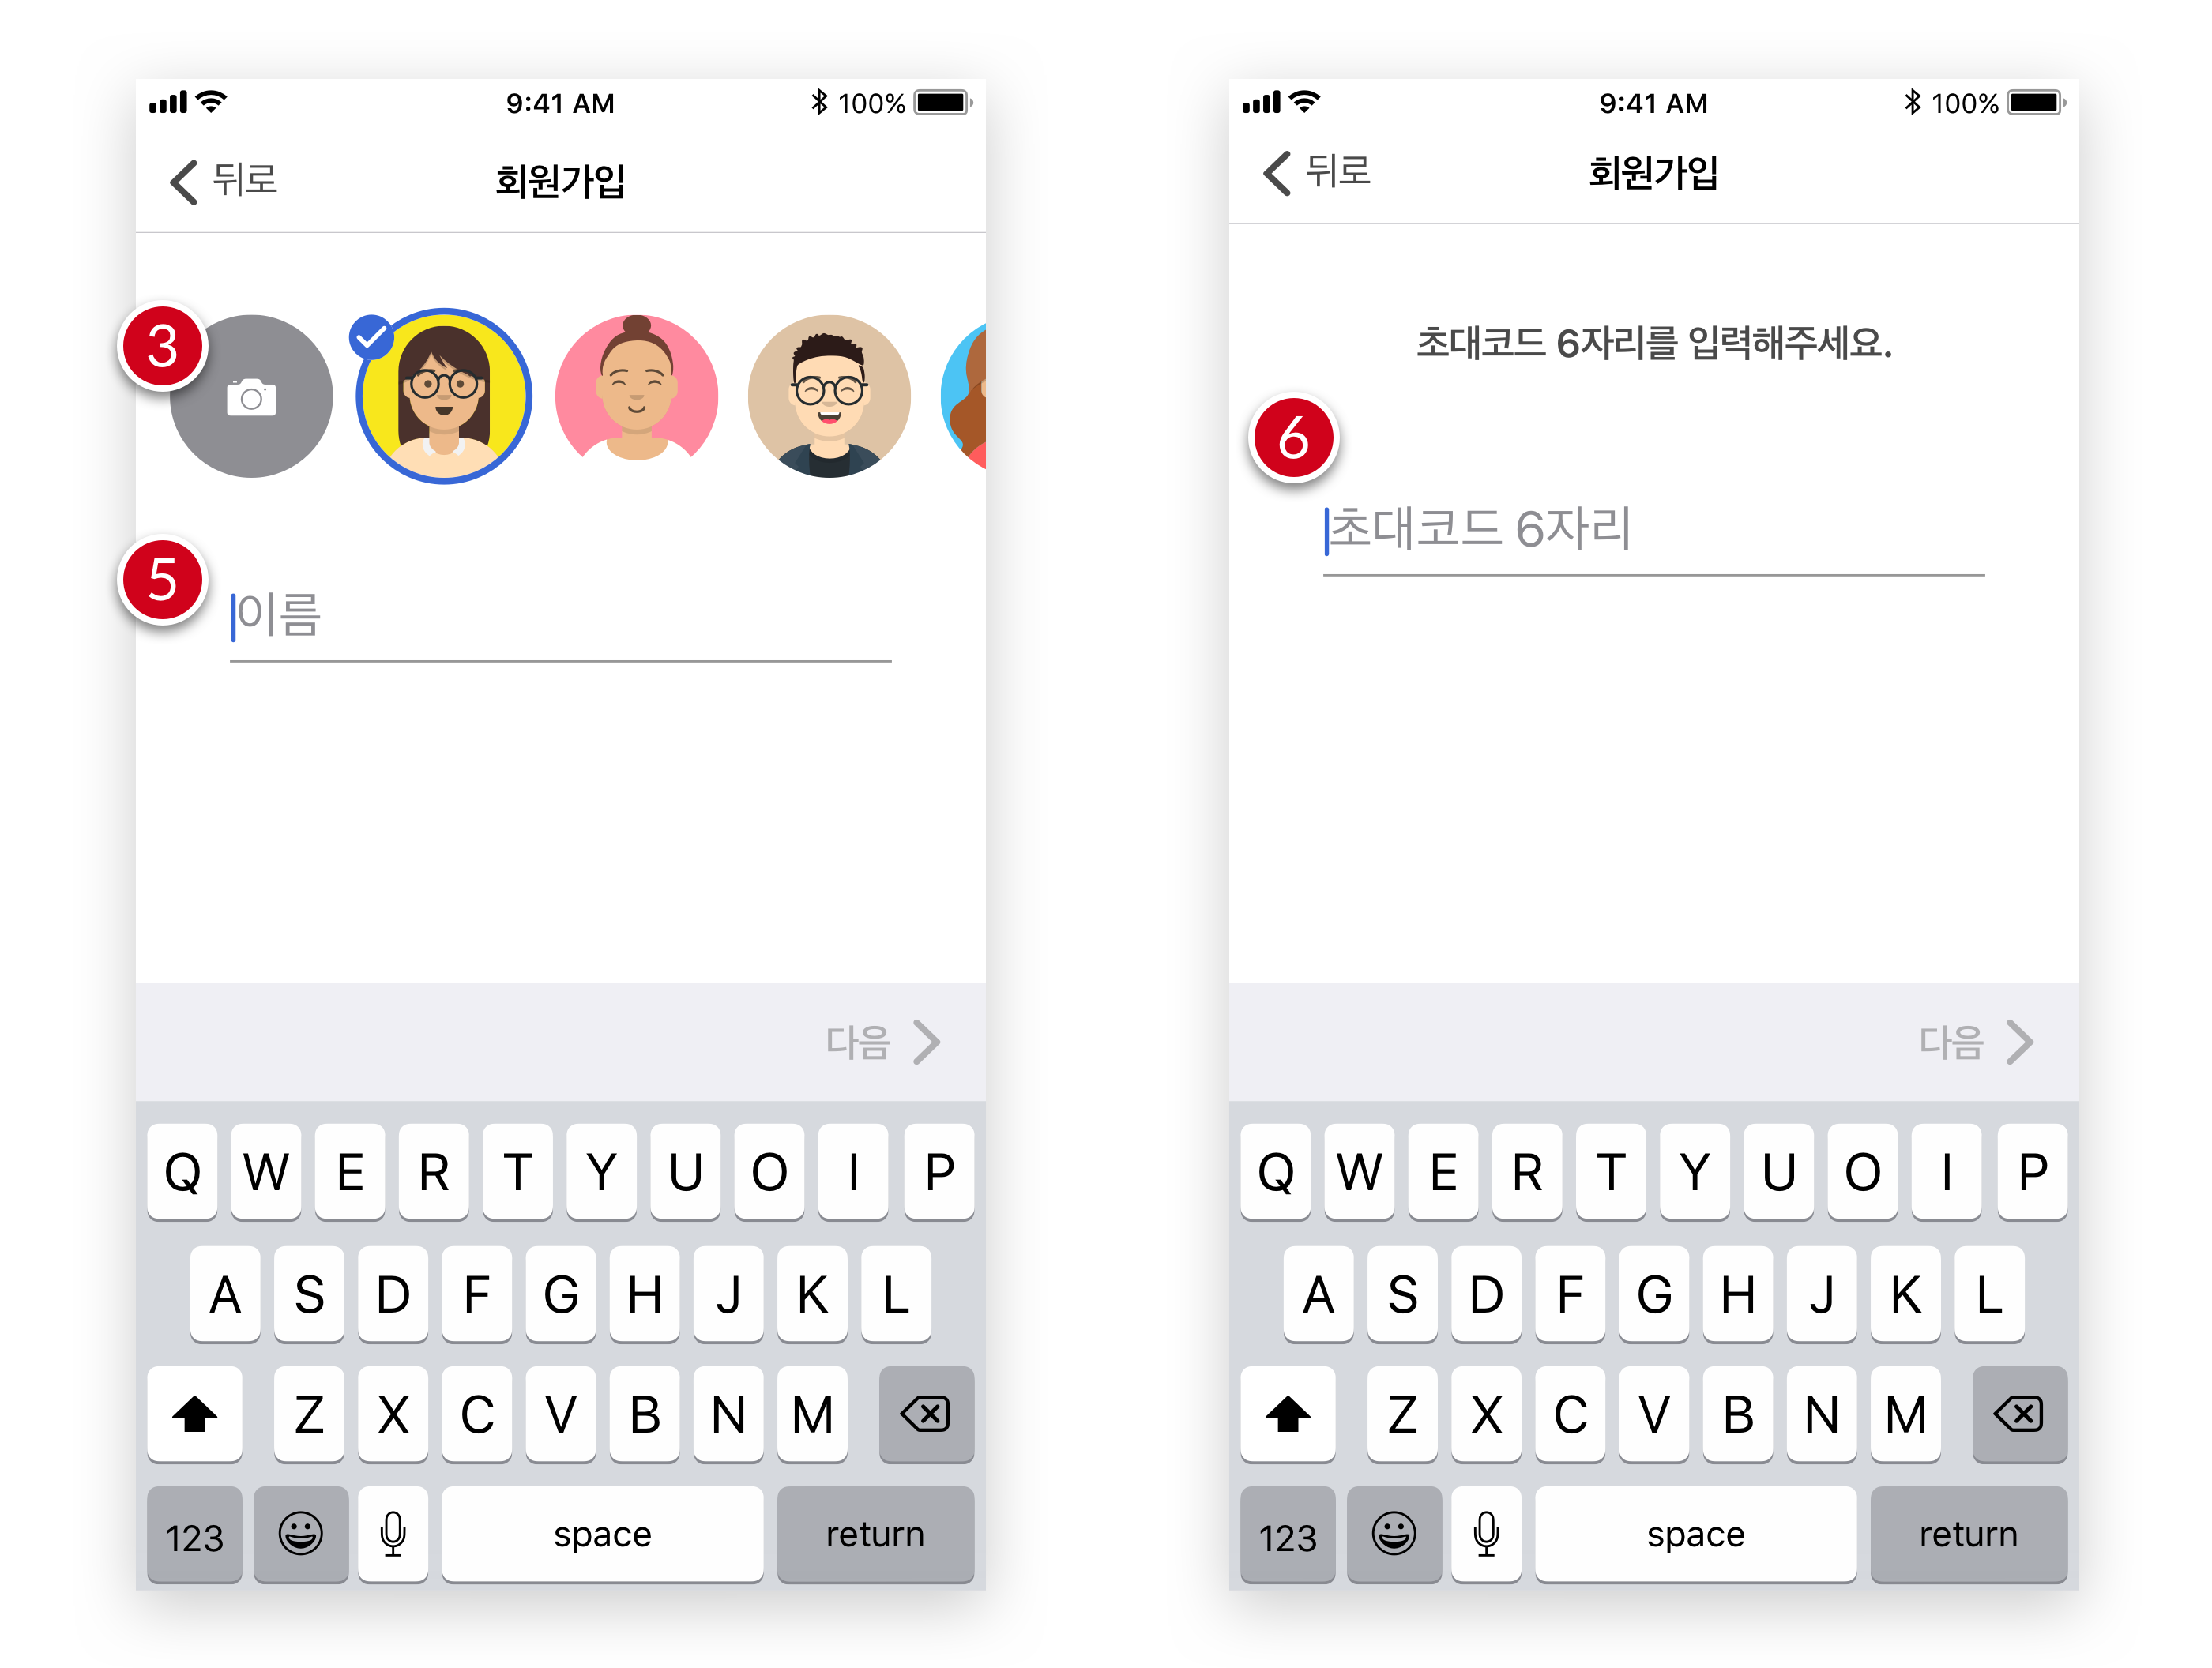 9:41 AM 100%
뒤로 회원가입
3
5
이름
다음
Q W E R T Y U O I P
A S D F G H J K L
Z X C V B N M
123 space return
9:41 AM 100%
뒤로 회원가입
초대코드 6자리를 입력해주세요.
6
초대코드 6자리
다음
Q W E R T Y U O I P
A S D F G H J K L
Z X C V B N M
123 space return